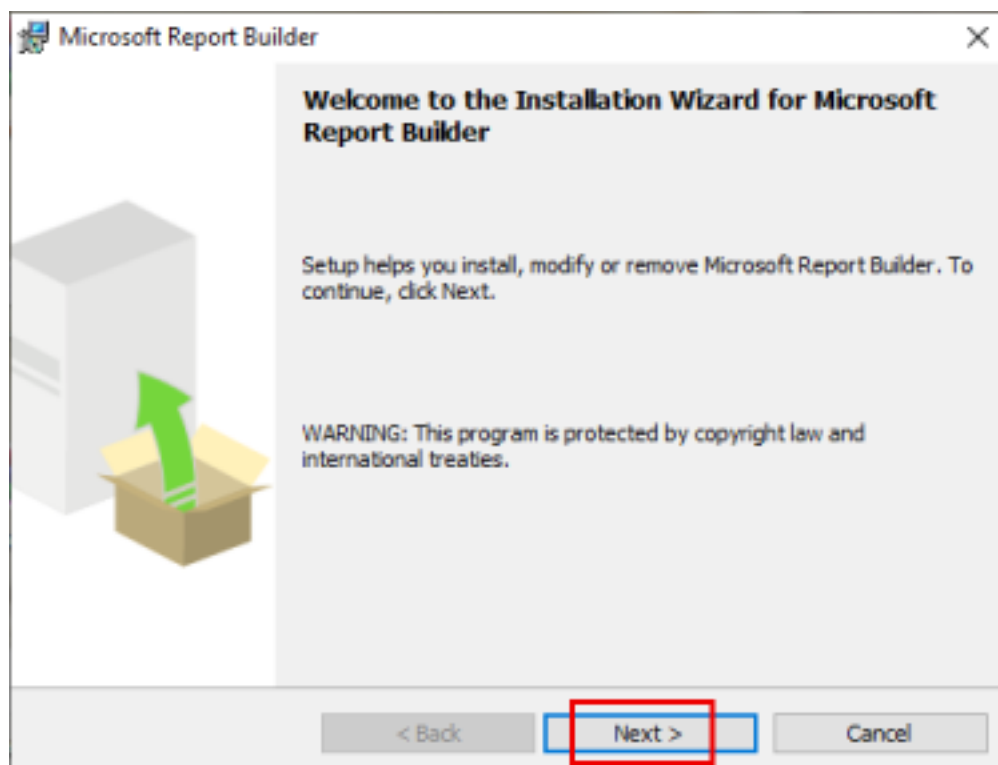 Microsoft Report Builder
Welcome to the Installation Wizard for Microsoft
Report Builder
Setup helps you install, modify or remove Microsoft Report Builder. To
continue, click Next.
WARNING: This program is protected by copyright law and
international treaties.
< Back Next > Cancel